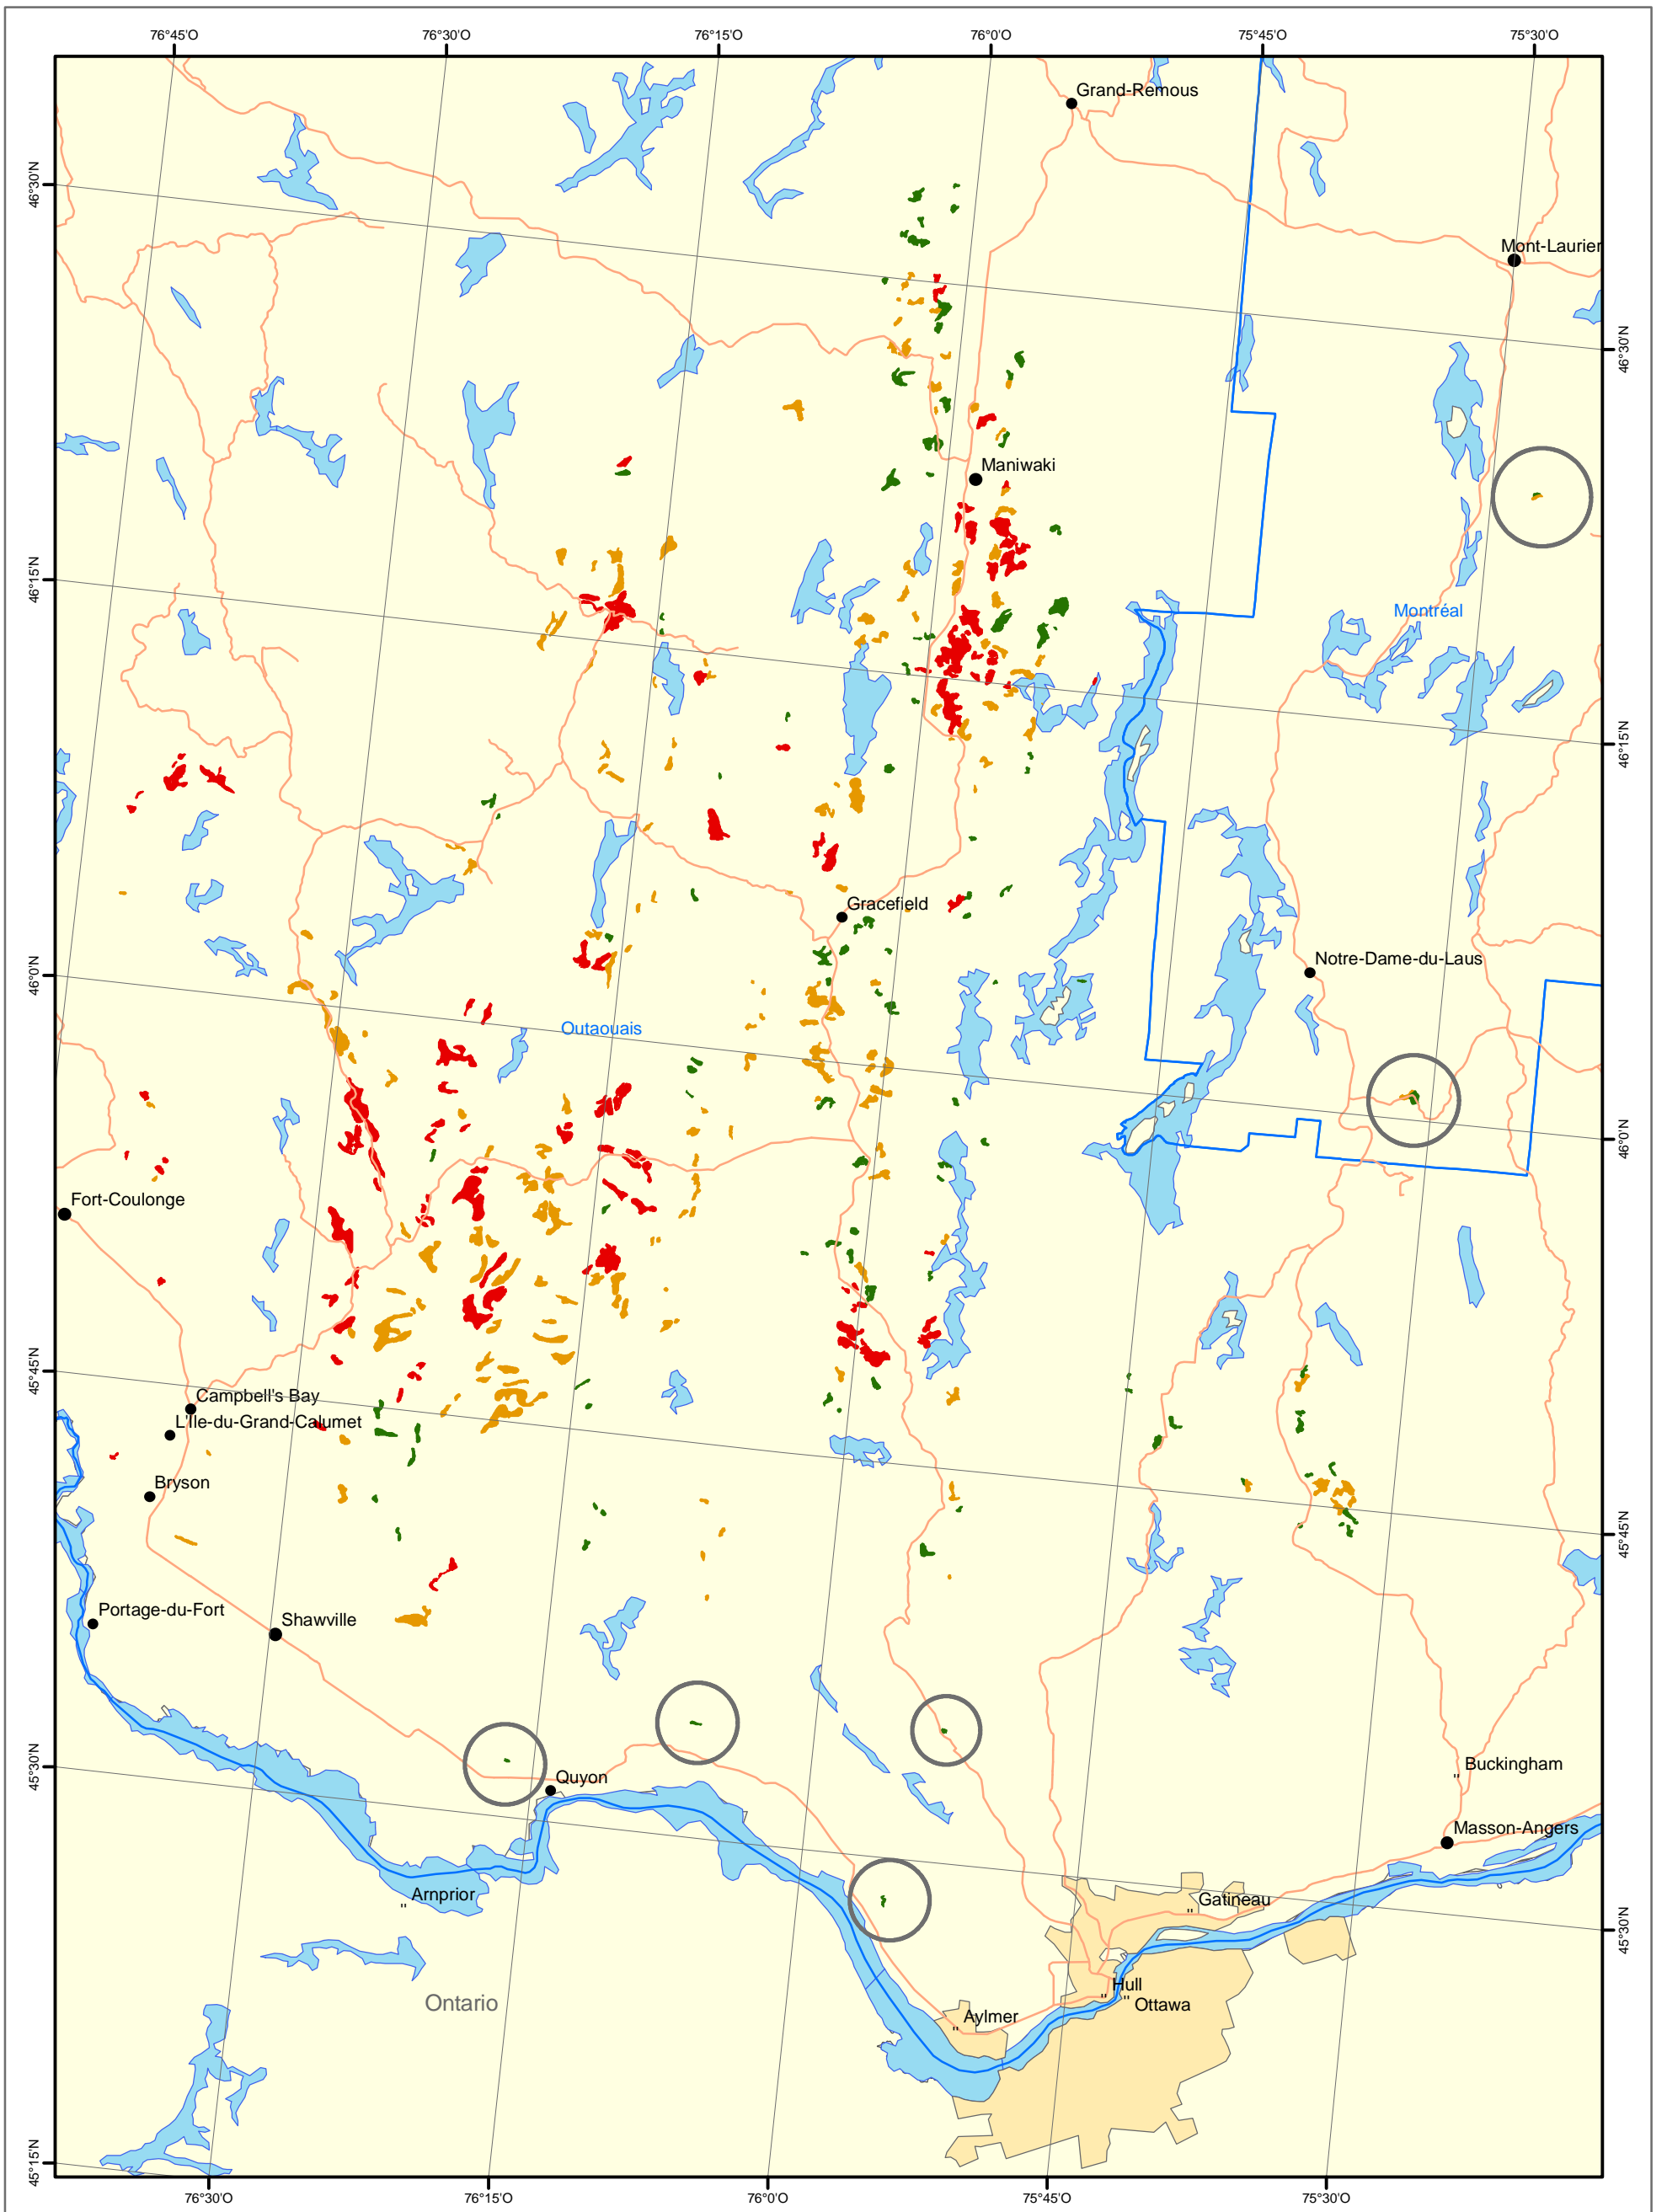 76°45'O
76°30'O
76°15'O
76°0'O
75°45'O
75°30'O
Grand-Remous
46°30'N
Mont-Laurier
46°30'N
Maniwaki
46°15'N
Montréal
46°15'N
Gracefield
46°0'N
Notre-Dame-du-Laus
Outaouais
46°0'N
Fort-Coulonge
45°45'N
Campbell's Bay
L'Ile-du-Grand-Calumet
Bryson
45°45'N
Portage-du-Fort
Shawville
45°30'N
Quyon
Buckingham
Masson-Angers
Arnprior
Gatineau
45°30'N
Hull
Ottawa
Ontario
Aylmer
45°15'N
76°30'O
76°15'O
76°0'O
75°45'O
75°30'O